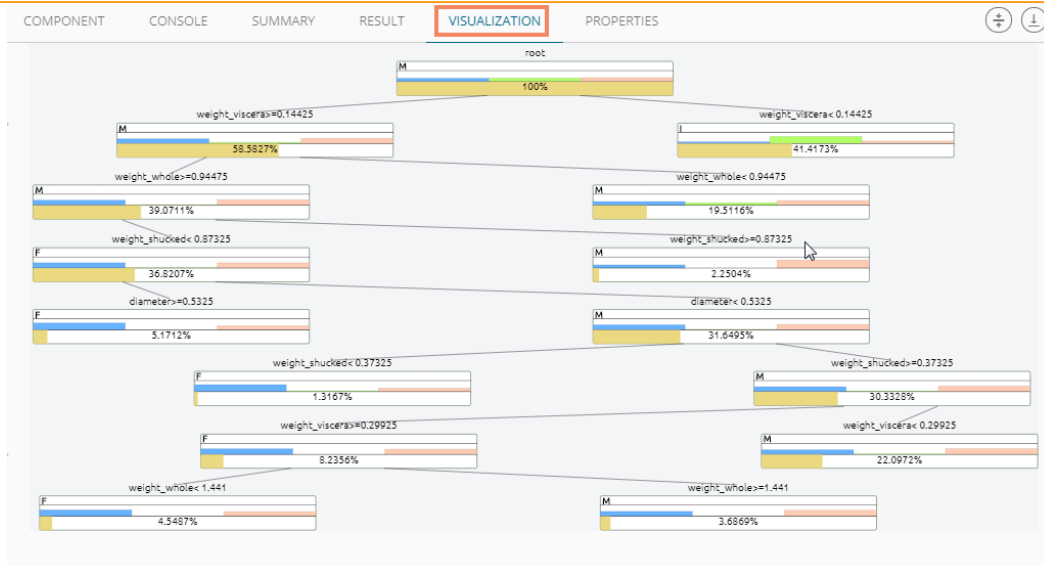 COMPONENT CONSOLE SUMMARY RESULT VISUALIZATION PROPERTIES
root
M
100%
weight_viscera>=0.14425 weight_viscera< 0.14425
M I
58.5827% 41.4173%
weight_whole>=0.94475 weight_whole< 0.94475
M M
39.0711% 19.5116%
weight_shucked< 0.87325 weight_shucked>=0.87325
F M
36.8207% 2.2504%
diameter>=0.5325 diameter< 0.5325
F M
5.1712% 31.6495%
weight_shucked< 0.37325 weight_shucked>=0.37325
F M
1.3167% 30.3328%
weight_viscera>=0.29925 weight_viscera< 0.29925
F M
8.2356% 22.0972%
weight_whole< 1.441 weight_whole>=1.441
F M
4.5487% 3.6869%